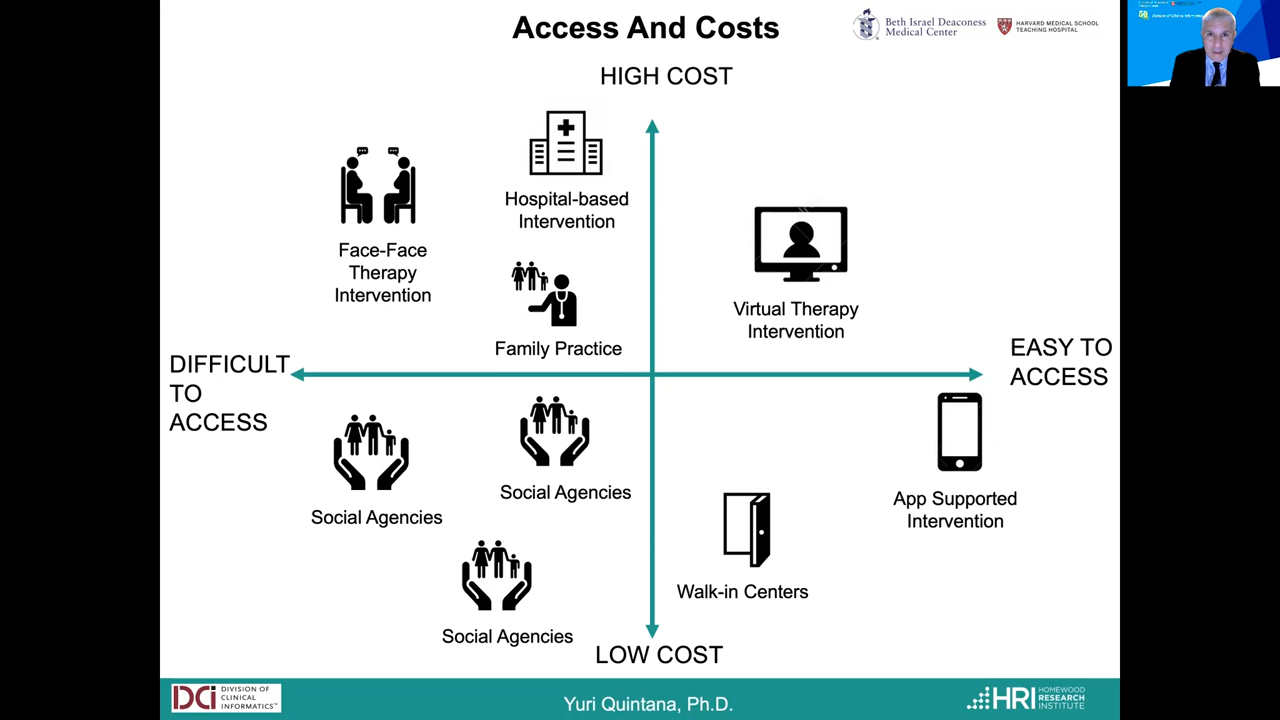 Access And Costs
Beth Israel Deaconess
Medical Center
HARVARD MEDICAL SCHOOL
TEACHING HOSPITAL
HIGH COST
Hospital-based
Intervention
Face-Face
Therapy
Intervention
Virtual Therapy
Intervention
Family Practice
DIFFICULT
TO
ACCESS
EASY TO
ACCESS
Social Agencies
Social Agencies
App Supported
Intervention
Walk-in Centers
Social Agencies
LOW COST
DCI
DIVISION OF
CLINICAL
INFORMATICS™
Yuri Quintana, Ph.D.
HRI
HOMEWOOD
RESEARCH
INSTITUTE
50